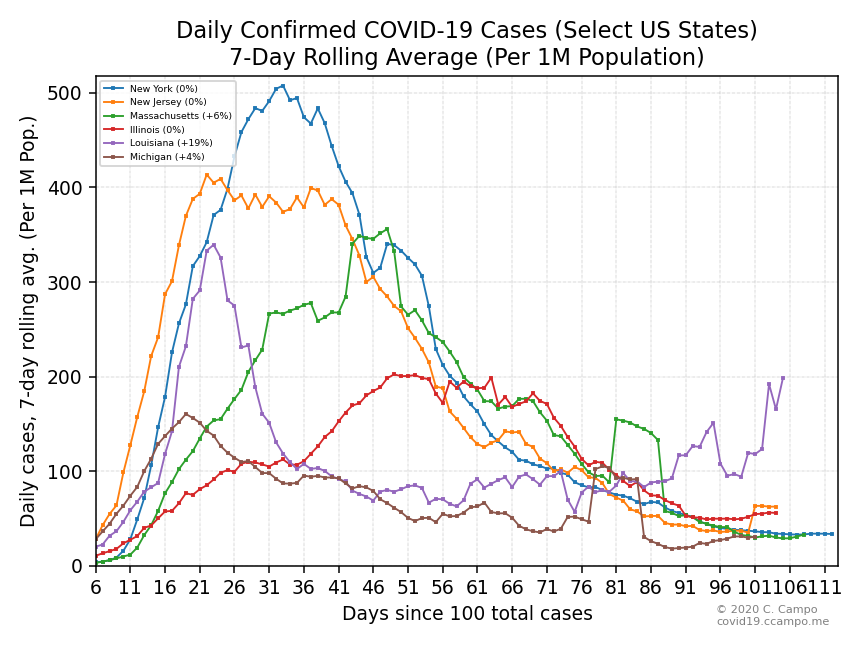 Daily Confirmed COVID-19 Cases (Select US States)
7-Day Rolling Average (Per 1M Population)
Daily cases, 7-day rolling avg. (Per 1M Pop.)
500
400
300
200
100
0
New York (0%)
New Jersey (0%)
Massachusetts (+6%)
Illinois (0%)
Louisiana (+19%)
Michigan (+4%)
6 11 16 21 26 31 36 41 46 51 56 61 66 71 76 81 86 91 96 101 106 111
Days since 100 total cases
© 2020 C. Campo
covid19.ccampo.me